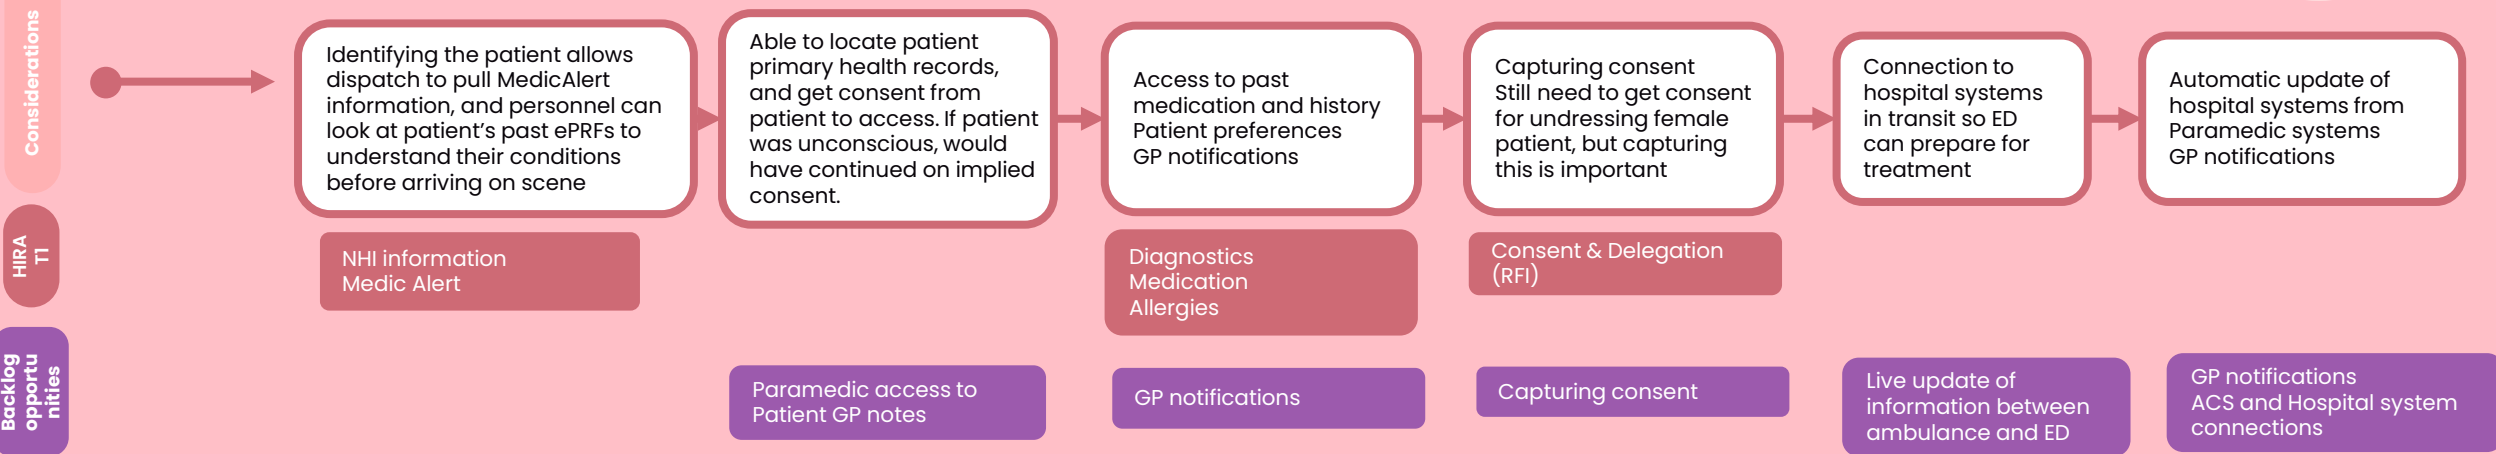 Considerations
Identifying the patient allows
dispatch to pull MedicAlert
information, and personnel can
look at patient's past ePRFs to
understand their conditions
before arriving on scene
Able to locate patient
primary health records,
and get consent from
patient to access. If patient
was unconscious, would
have continued on implied
consent.
Access to past
medication and history
Patient preferences
GP notifications
Capturing consent
Still need to get consent
for undressing female
patient, but capturing
this is important
Connection to
hospital systems
in transit so ED
can prepare for
treatment
Automatic update of
hospital systems from
Paramedic systems
GP notifications
HIRA
T1
NHI information
Medic Alert
Diagnostics
Medication
Allergies
Consent & Delegation
(RFI)
Backlog
opportu
nities
Paramedic access to
Patient GP notes
GP notifications
Capturing consent
Live update of
information between
ambulance and ED
GP notifications
ACS and Hospital system
connections